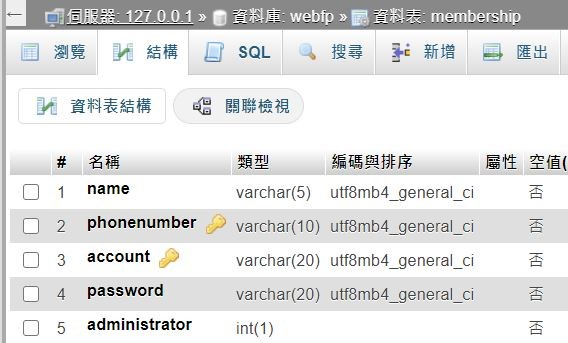 ← 伺服器: 127.0.0.1 » 資料庫: webfp » 資料表: membership
瀏覽 結構 SQL 搜尋 新增 匯出
資料表結構 關聯檢視
# 名稱 類型 編碼與排序 屬性 空值(
1 name varchar(5) utf8mb4_general_ci 否
2 phonenumber varchar(10) utf8mb4_general_ci 否
3 account varchar(20) utf8mb4_general_ci 否
4 password varchar(20) utf8mb4_general_ci 否
5 administrator int(1) 否